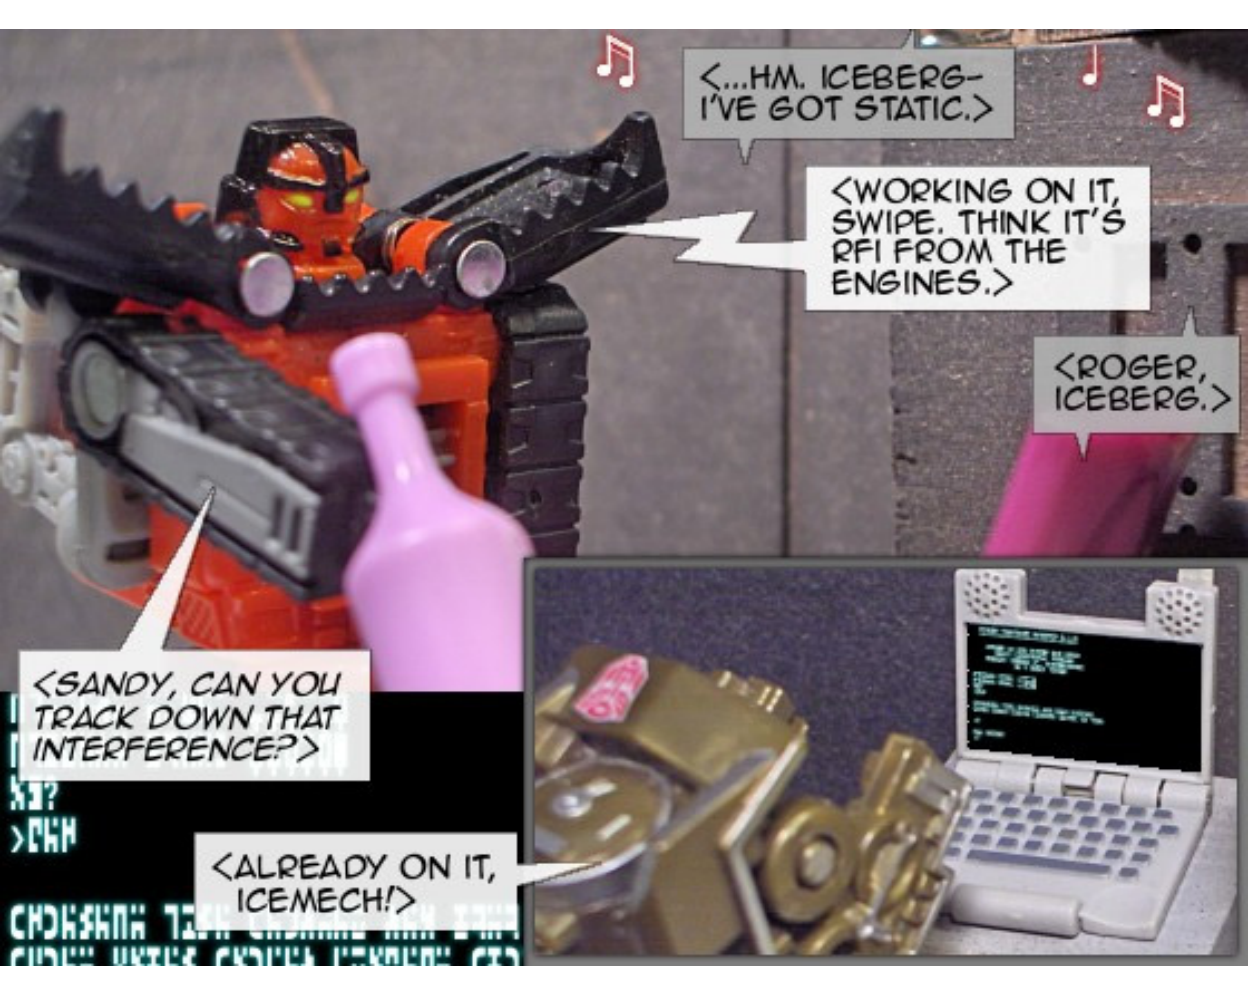 <...HM. ICEBERG-
I'VE GOT STATIC.>
<WORKING ON IT,
SWIPE. THINK IT'S
RFI FROM THE
ENGINES.>
<ROGER,
ICEBERG.>
<SANDY, CAN YOU
TRACK DOWN THAT
INTERFERENCE?>
<ALREADY ON IT,
ICEMECH!>